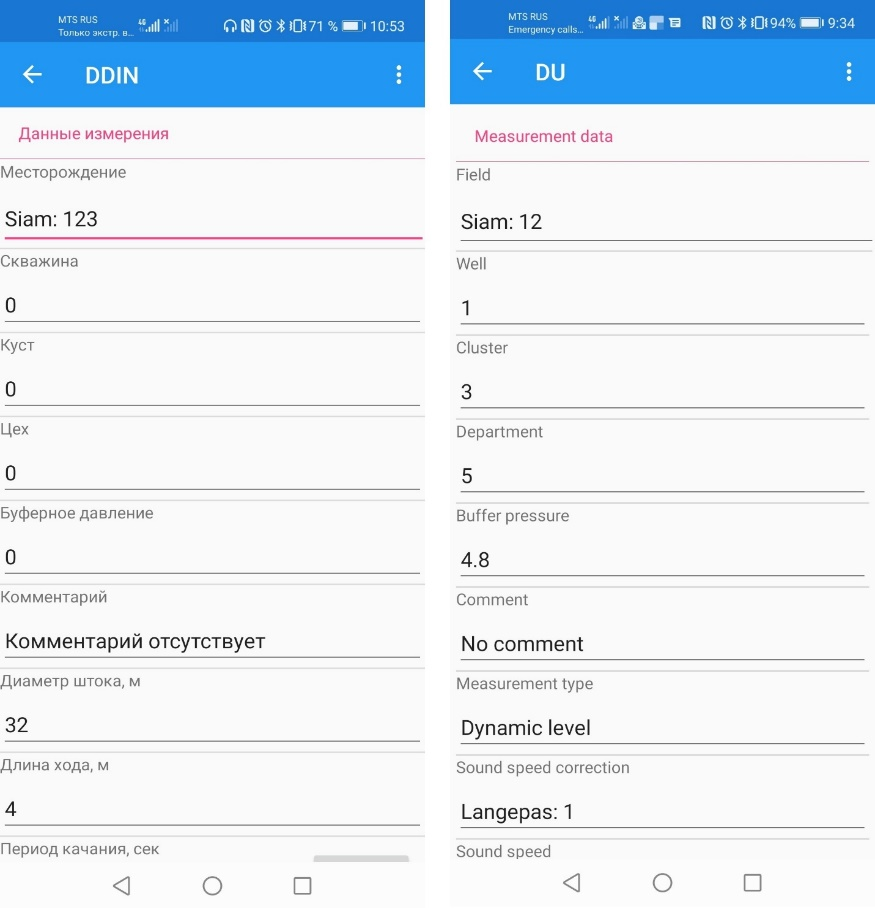 MTS RUS
Только экстр. в...
4G
71 %
10:53
DDIN
Данные измерения
Месторождение
Siam: 123
Скважина
0
Куст
0
Цех
0
Буферное давление
0
Комментарий
Комментарий отсутствует
Диаметр штока, м
32
Длина хода, м
4
Период качания, сек
MTS RUS
Emergency calls...
4G
94%
9:34
DU
Measurement data
Field
Siam: 12
Well
1
Cluster
3
Department
5
Buffer pressure
4.8
Comment
No comment
Measurement type
Dynamic level
Sound speed correction
Langepas: 1
Sound speed